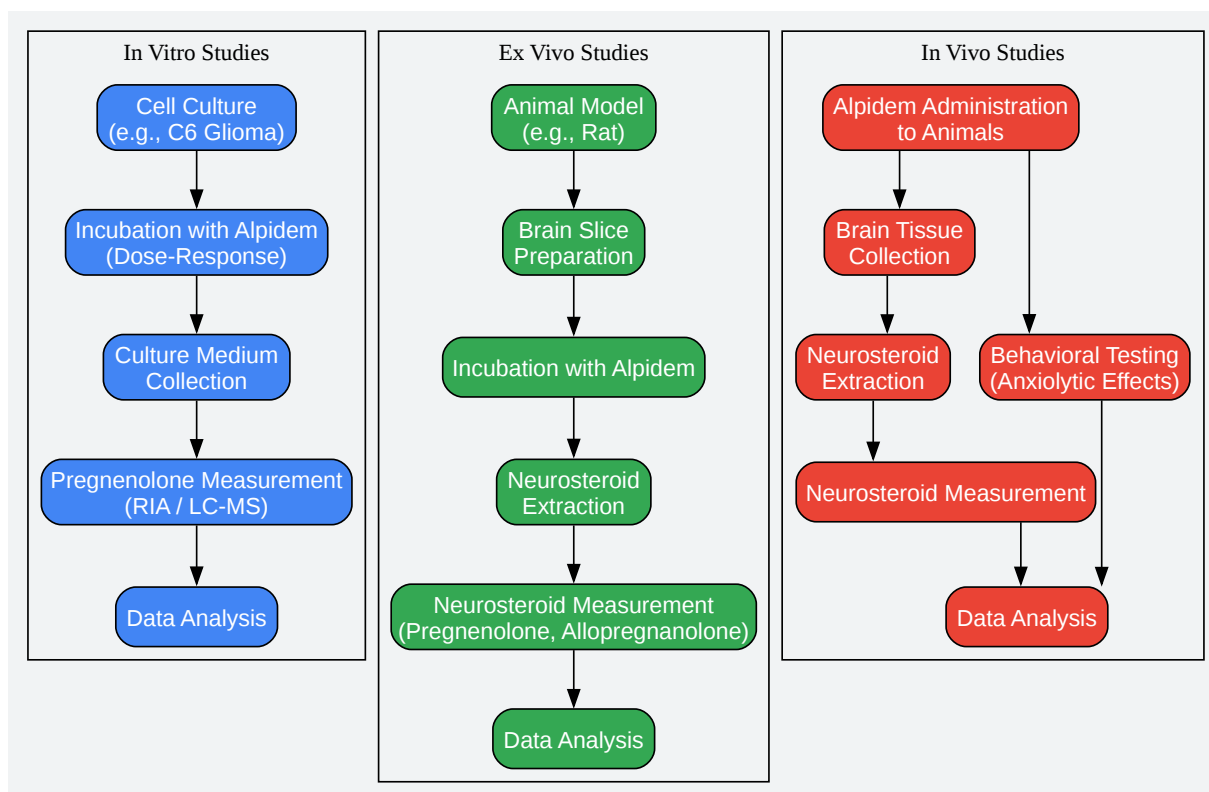 In Vitro Studies
Cell Culture
(e.g., C6 Glioma)
Incubation with Alpidem
(Dose-Response)
Culture Medium
Collection
Pregnenolone Measurement
(RIA / LC-MS)
Data Analysis
Ex Vivo Studies
Animal Model
(e.g., Rat)
Brain Slice
Preparation
Incubation with Alpidem
Neurosteroid
Extraction
Neurosteroid Measurement
(Pregnenolone, Allopregnanolone)
Data Analysis
In Vivo Studies
Alpidem Administration
to Animals
Brain Tissue
Collection
Neurosteroid
Extraction
Behavioral Testing
(Anxiolytic Effects)
Neurosteroid Measurement
Data Analysis